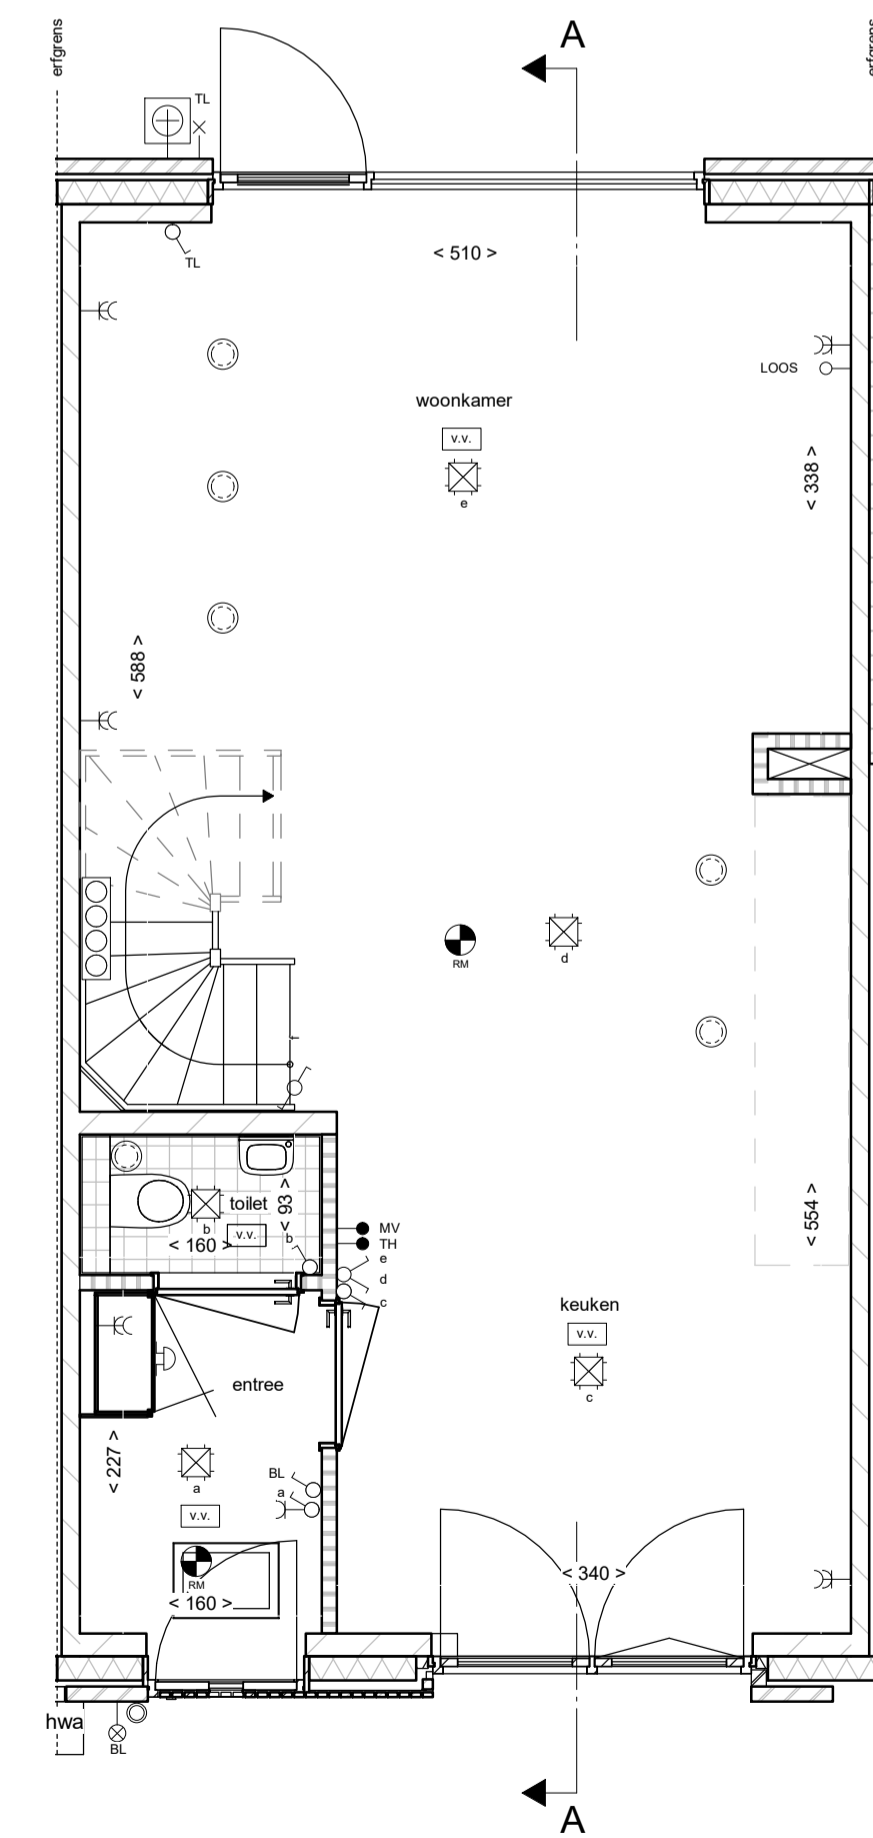 erfgrens
A
erfgrens
TL
TL
< 510 >
LOOS
woonkamer
v.v.
e
< 338 >
< 588 >
RM
d
f
toilet
b
v.v.
< 93 >
< 160 >
b
MV
TH
e
d
c
< 554 >
keuken
v.v.
c
entree
< 227 >
a
BL
a
v.v.
RM
< 160 >
< 340 >
hwa
BL
A